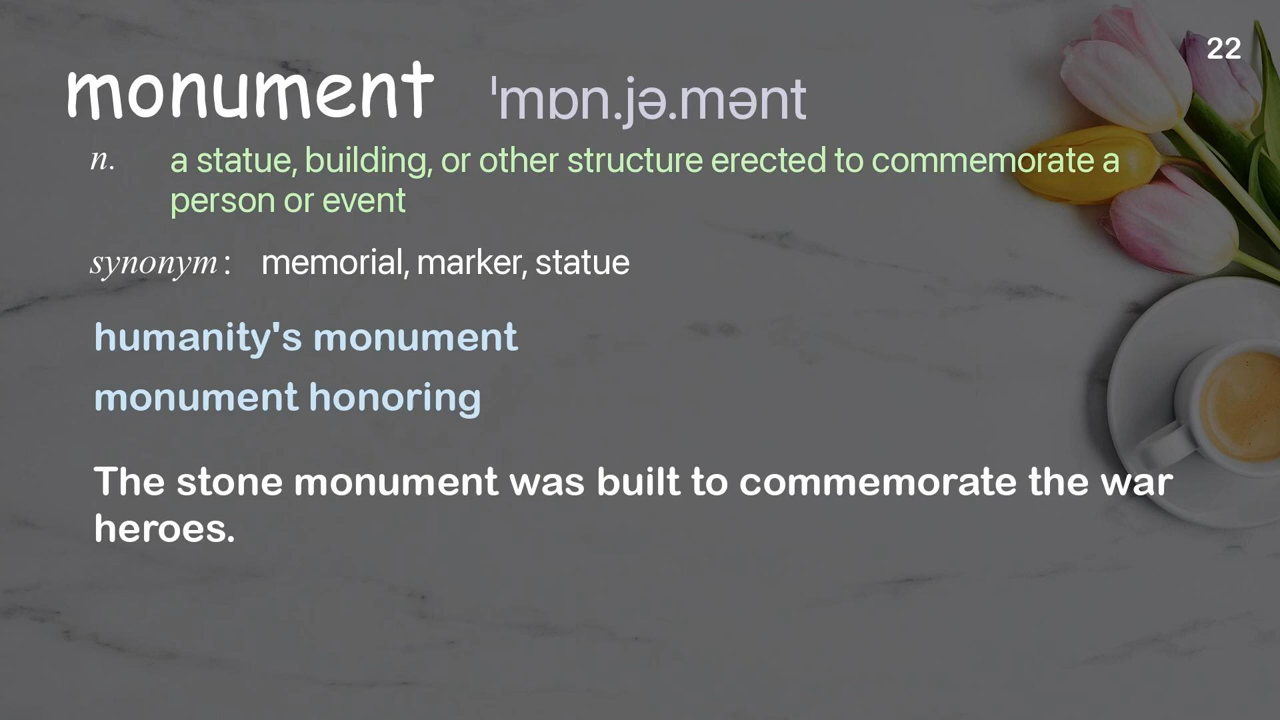 22
monument ˈmɒn.jə.mənt
n. a statue, building, or other structure erected to commemorate a
person or event
synonym: memorial, marker, statue
humanity's monument
monument honoring
The stone monument was built to commemorate the war
heroes.